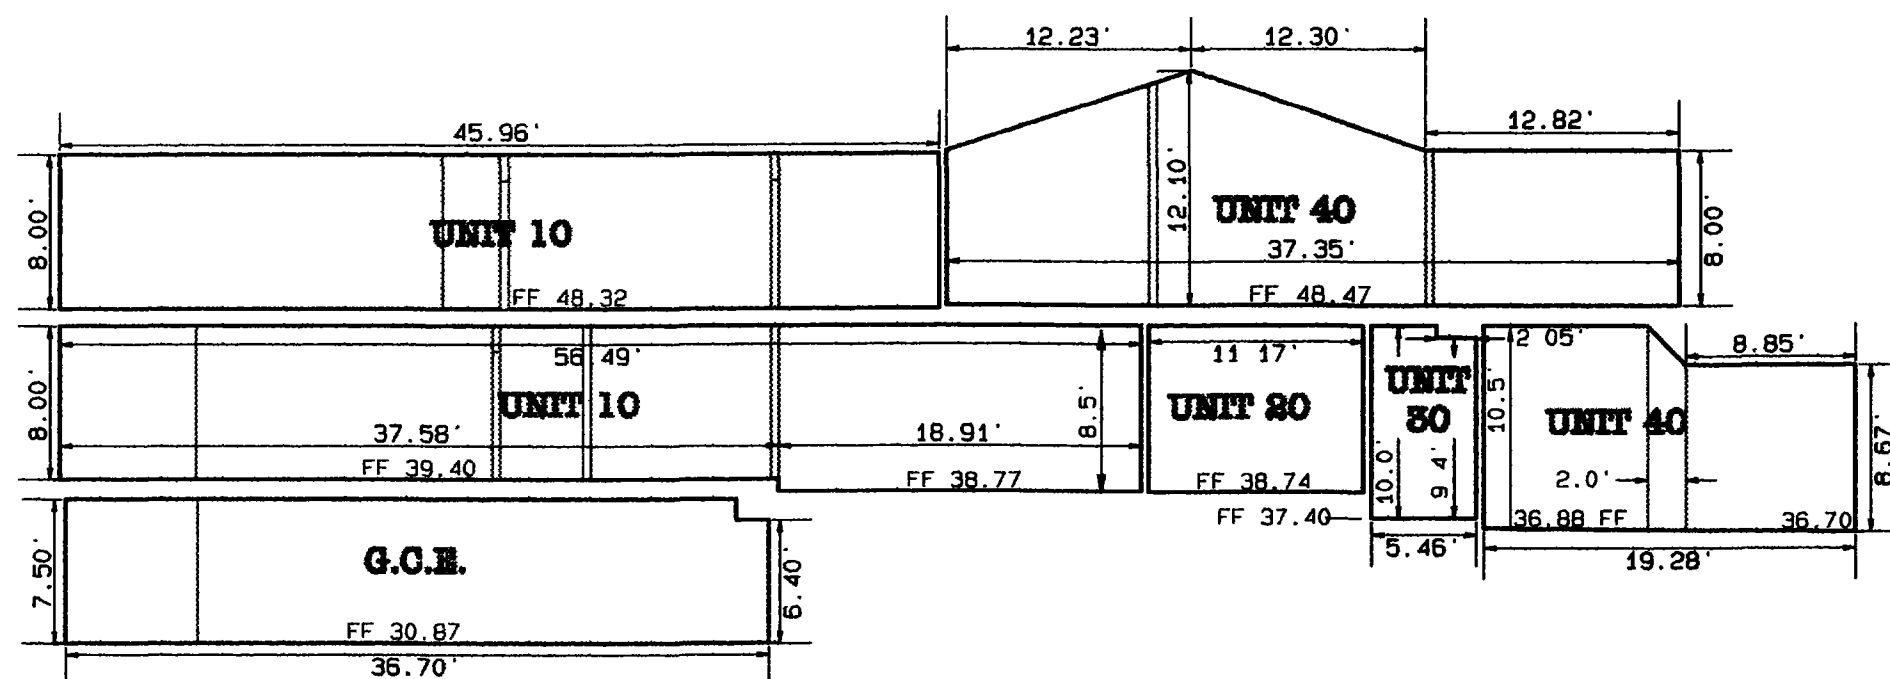 12.23' 12.30'
45.96' 12.82'
8.00' UNIT 10 12.10' UNIT 40 8.00'
37.35'
FF 48.32 FF 48.47
56 49' 11 17' 2 05' 8.85'
8.00' UNIT 10 8.5' UNIT 20 UNIT 30 10.5' UNIT 40 8.67'
37.58' 18.91' 10.0' 9 4' 2.0'
FF 39.40 FF 38.77 FF 38.74
FF 37.40 36.88 FF 36.70
5.46' 19.28'
7.50' G.C.E. 6.40'
FF 30.87
36.70'